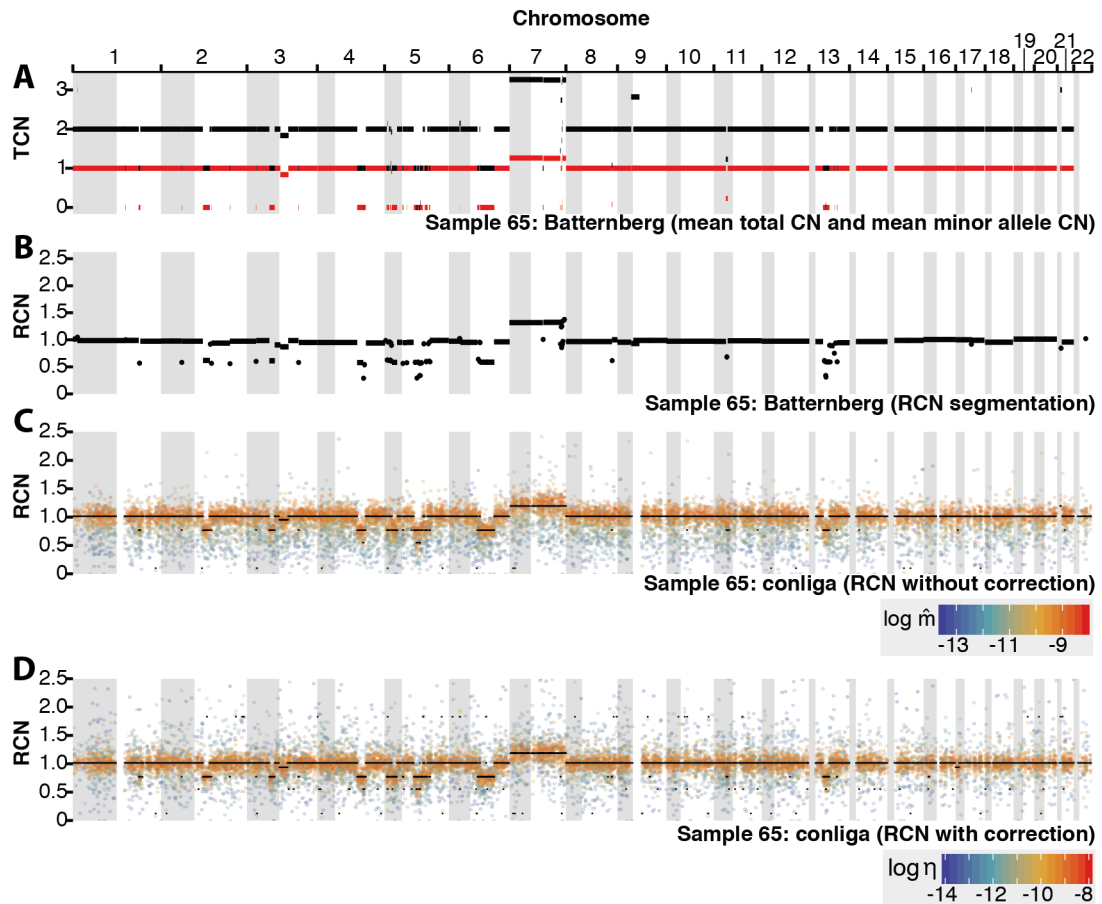 Chromosome
19 21
1 2 3 4 5 6 7 8 9 10 11 12 13 14 15 16 17 18 20 22
A
TCN
3
2
1
0
Sample 65: Batternberg (mean total CN and mean minor allele CN)
B
RCN
2.5
2.0
1.5
1.0
0.5
0
Sample 65: Batternberg (RCN segmentation)
C
RCN
2.5
2.0
1.5
1.0
0.5
0
Sample 65: conliga (RCN without correction)
log m̂
-13 -11 -9
D
RCN
2.5
2.0
1.5
1.0
0.5
0
Sample 65: conliga (RCN with correction)
log η
-14 -12 -10 -8